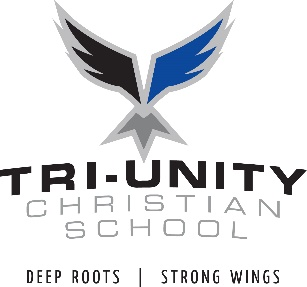 TRI-UNITY
CHRISTIAN
SCHOOL
DEEP ROOTS | STRONG WINGS